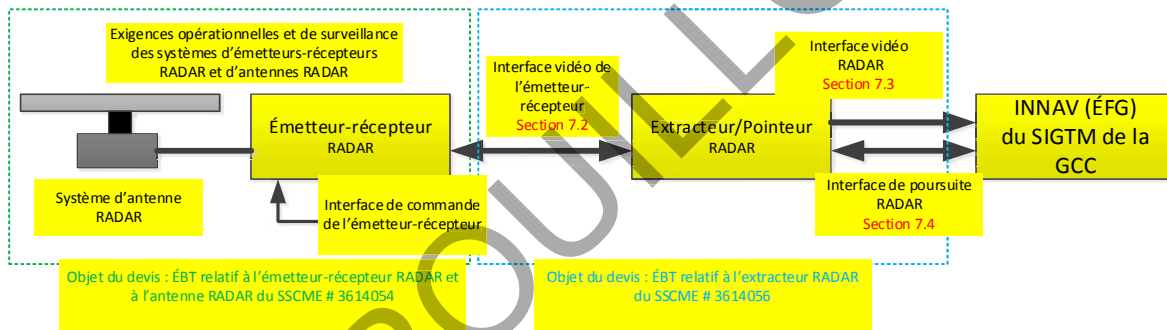 Exigences opérationnelles et de surveillance
des systèmes d'émetteurs-récepteurs
RADAR et d'antennes RADAR
Système d'antenne
RADAR
Émetteur-récepteur
RADAR
Interface de commande
de l'émetteur-récepteur
Interface vidéo de
l'émetteur-
récepteur
Section 7.2
Extracteur/Pointeur
RADAR
Interface vidéo
RADAR
Section 7.3
Interface de poursuite
RADAR
Section 7.4
INNAV (ÉFG)
du SIGTM de la
GCC
Objet du devis : ÉBT relatif à l'émetteur-récepteur RADAR et
à l'antenne RADAR du SSCME # 3614054
Objet du devis : ÉBT relatif à l'extracteur RADAR
du SSCME # 3614056